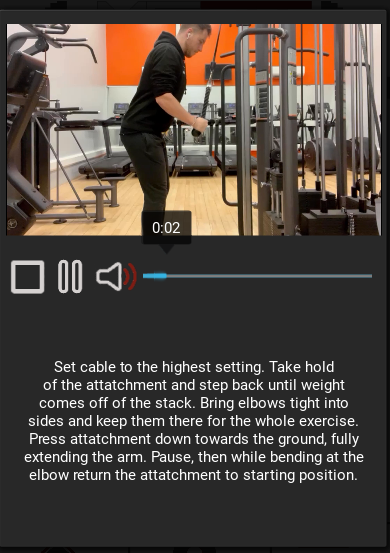 0:02
Set cable to the highest setting. Take hold
of the attatchment and step back until weight
comes off of the stack. Bring elbows tight into
sides and keep them there for the whole exercise.
Press attatchment down towards the ground, fully
extending the arm. Pause, then while bending at the
elbow return the attatchment to starting position.